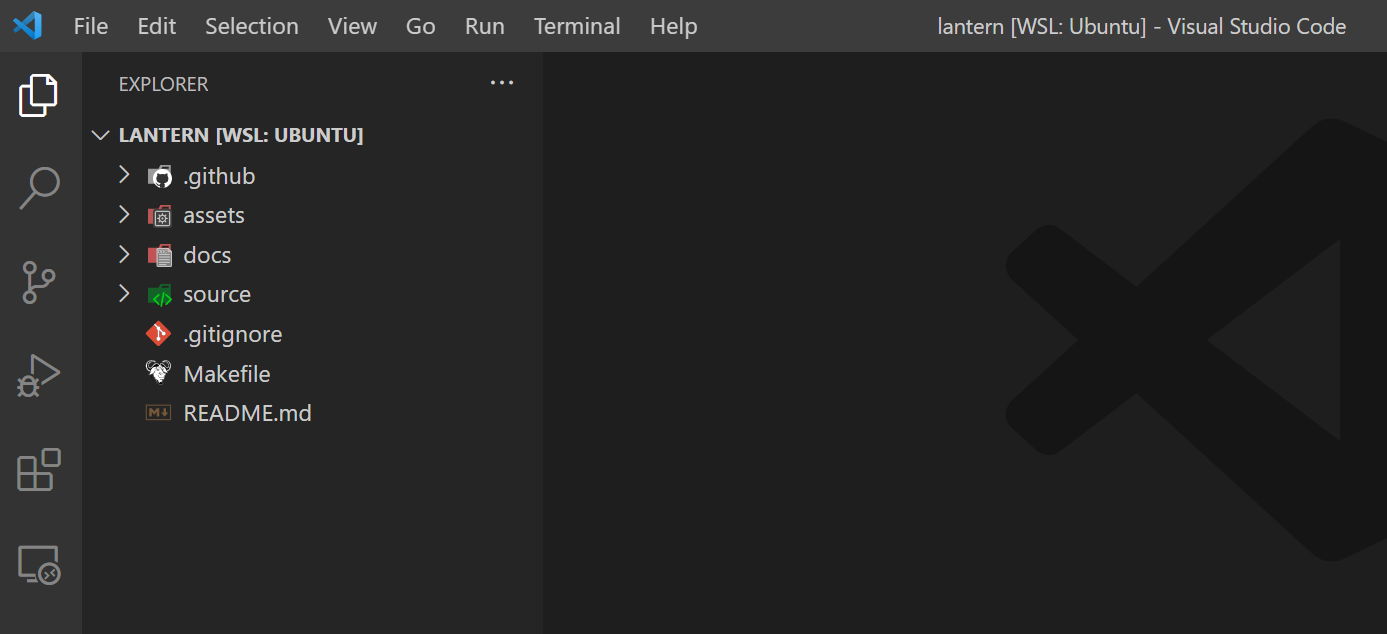 File Edit Selection View Go Run Terminal Help lantern [WSL: Ubuntu] - Visual Studio Code
EXPLORER
LANTERN [WSL: UBUNTU]
.github
assets
docs
source
.gitignore
Makefile
README.md